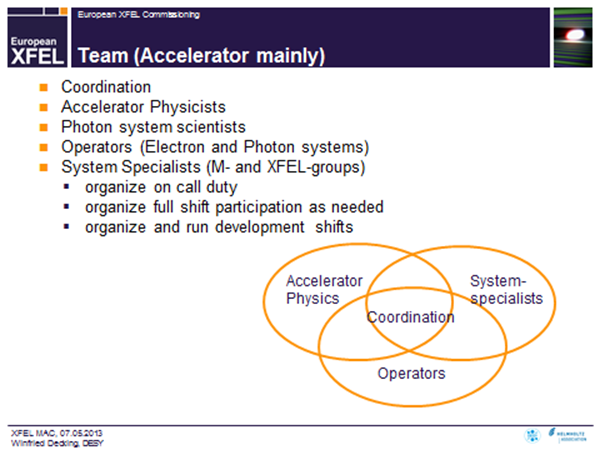 European XFEL Commissioning
European
XFEL
Team (Accelerator mainly)
Coordination
Accelerator Physicists
Photon system scientists
Operators (Electron and Photon systems)
System Specialists (M- and XFEL-groups)
organize on call duty
organize full shift participation as needed
organize and run development shifts
Accelerator
Physics
System-
specialists
Coordination
Operators
XFEL MAC, 07.05.2013
Winfried Decking, DESY
HELMHOLTZ
ASSOCIATION